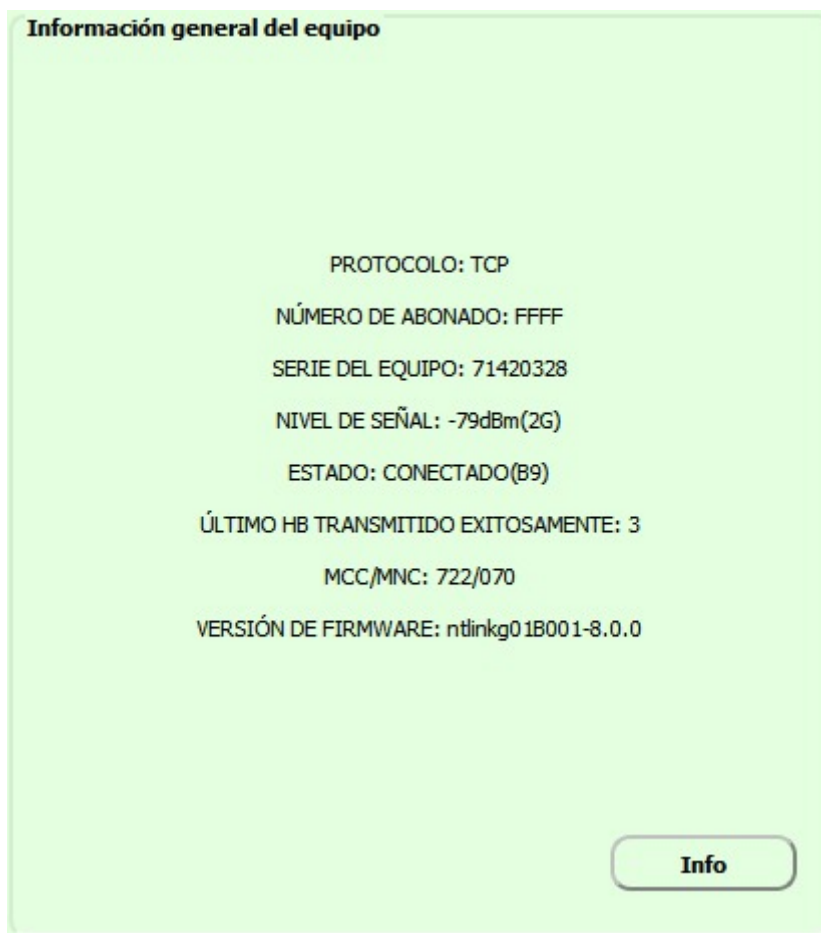 Información general del equipo
PROTOCOLO: TCP
NÚMERO DE ABONADO: FFFF
SERIE DEL EQUIPO: 71420328
NIVEL DE SEÑAL: -79dBm(2G)
ESTADO: CONECTADO(B9)
ÚLTIMO HB TRANSMITIDO EXITOSAMENTE: 3
MCC/MNC: 722/070
VERSIÓN DE FIRMWARE: ntlinkg01B001-8.0.0
Info